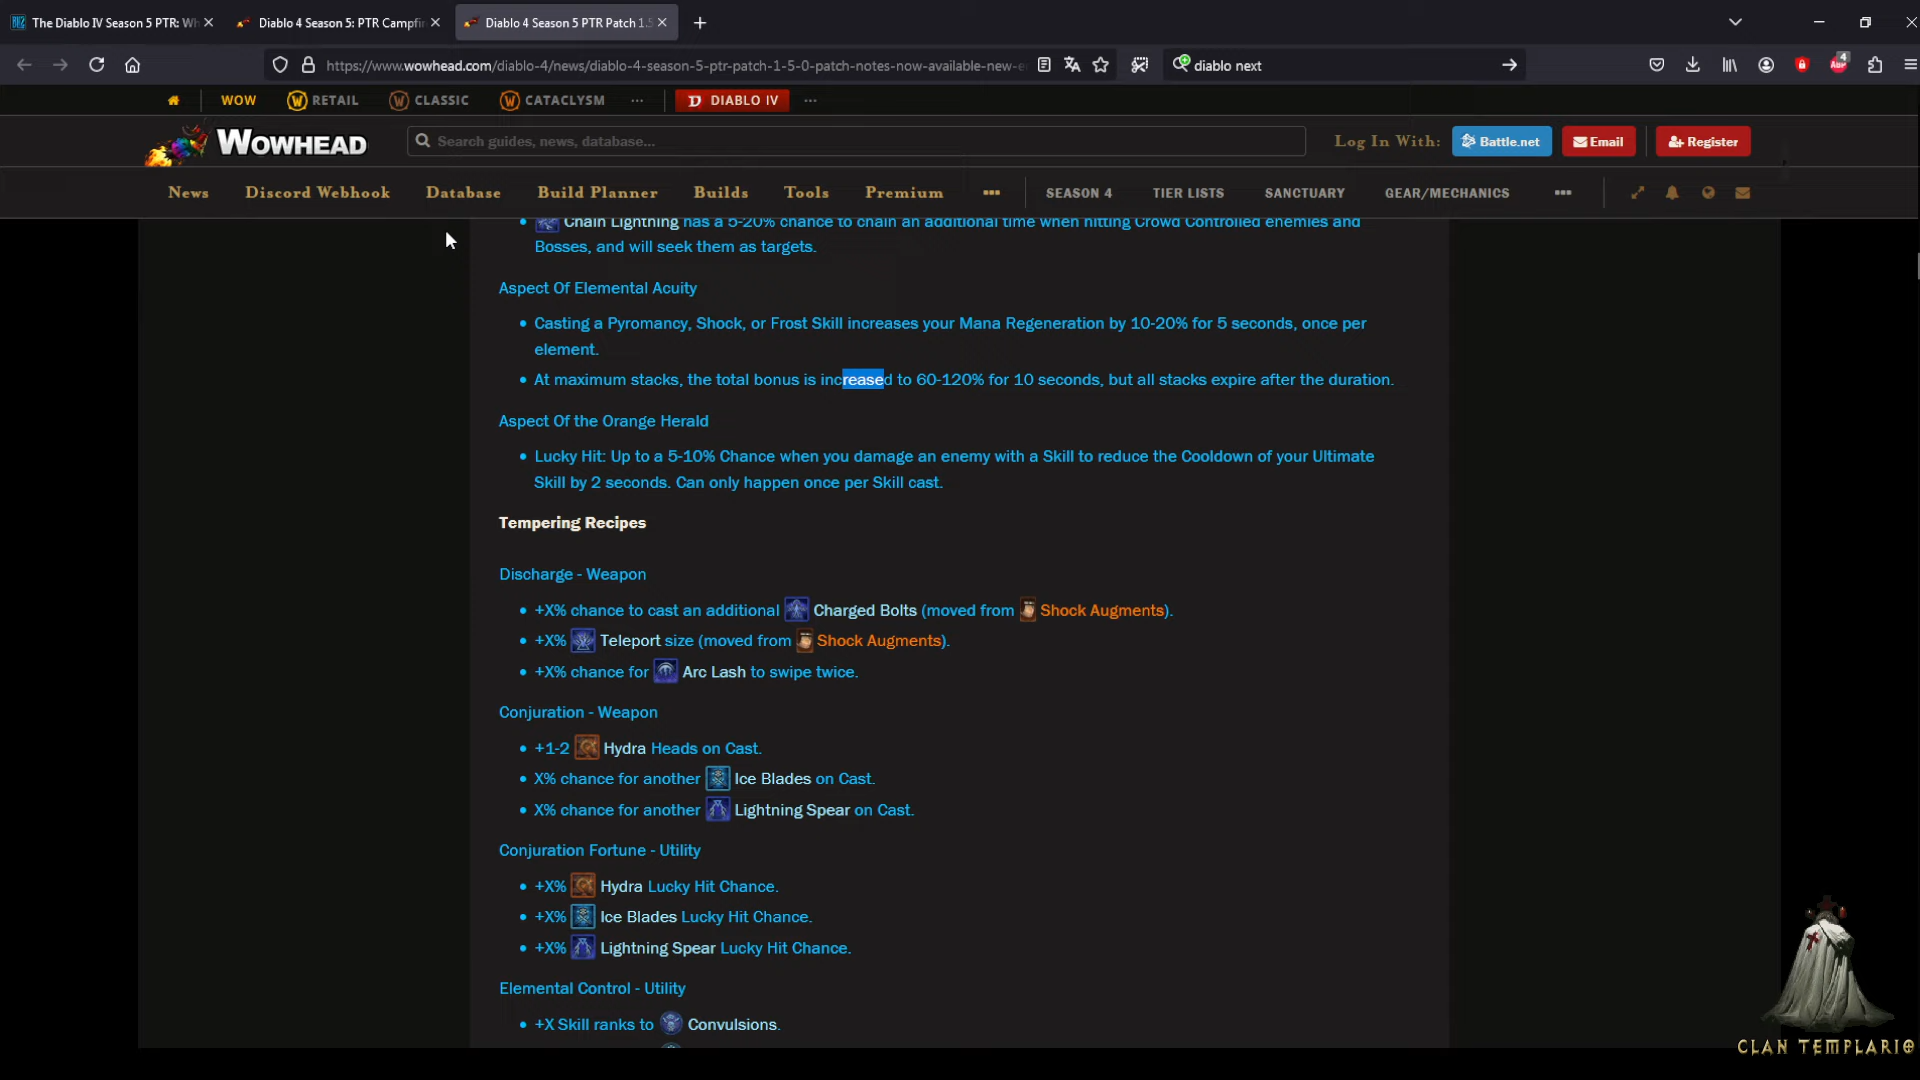 The Diablo IV Season 5 PTR: Wh
Diablo 4 Season 5: PTR Campfir
Diablo 4 Season 5 PTR Patch 1.5
https://www.wowhead.com/diablo-4/news/diablo-4-season-5-ptr-patch-1-5-0-patch-notes-now-available-new-e
diablo next
4
WOW
RETAIL
CLASSIC
CATACLYSM
DIABLO IV
WOWHEAD
Search guides, news, database...
Log In With:
Battle.net
Email
Register
News
Discord Webhook
Database
Build Planner
Builds
Tools
Premium
SEASON 4
TIER LISTS
SANCTUARY
GEAR/MECHANICS
Chain Lightning has a 5-20% chance to chain an additional time when hitting Crowd Controlled enemies and
Bosses, and will seek them as targets.
Aspect Of Elemental Acuity
• Casting a Pyromancy, Shock, or Frost Skill increases your Mana Regeneration by 10-20% for 5 seconds, once per
element.
• At maximum stacks, the total bonus is increased to 60-120% for 10 seconds, but all stacks expire after the duration.
Aspect Of the Orange Herald
• Lucky Hit: Up to a 5-10% Chance when you damage an enemy with a Skill to reduce the Cooldown of your Ultimate
Skill by 2 seconds. Can only happen once per Skill cast.
Tempering Recipes
Discharge - Weapon
• +X% chance to cast an additional Charged Bolts (moved from Shock Augments).
• +X% Teleport size (moved from Shock Augments).
• +X% chance for Arc Lash to swipe twice.
Conjuration - Weapon
• +1-2 Hydra Heads on Cast.
• X% chance for another Ice Blades on Cast.
• X% chance for another Lightning Spear on Cast.
Conjuration Fortune - Utility
• +X% Hydra Lucky Hit Chance.
• +X% Ice Blades Lucky Hit Chance.
• +X% Lightning Spear Lucky Hit Chance.
Elemental Control - Utility
• +X Skill ranks to Convulsions.
CLAN TEMPLARIO